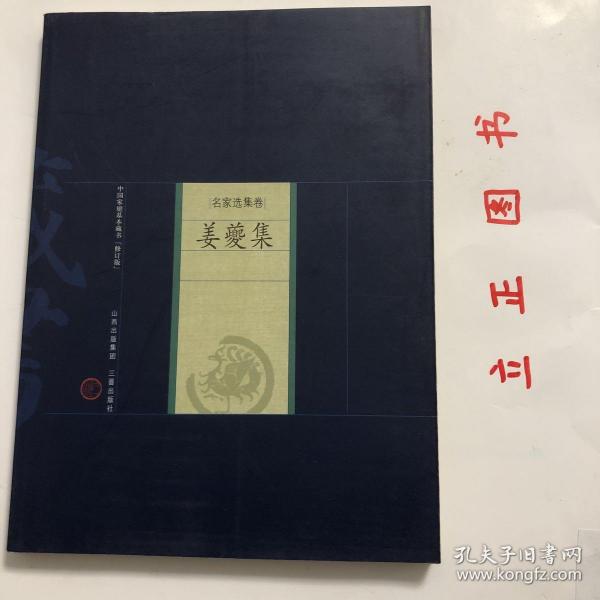 名家选集卷
姜夔集
中国家庭基本藏书「修订版」
山西出版集团 三晋出版社
立正图书
孔夫子旧书网
www.kongfz.com